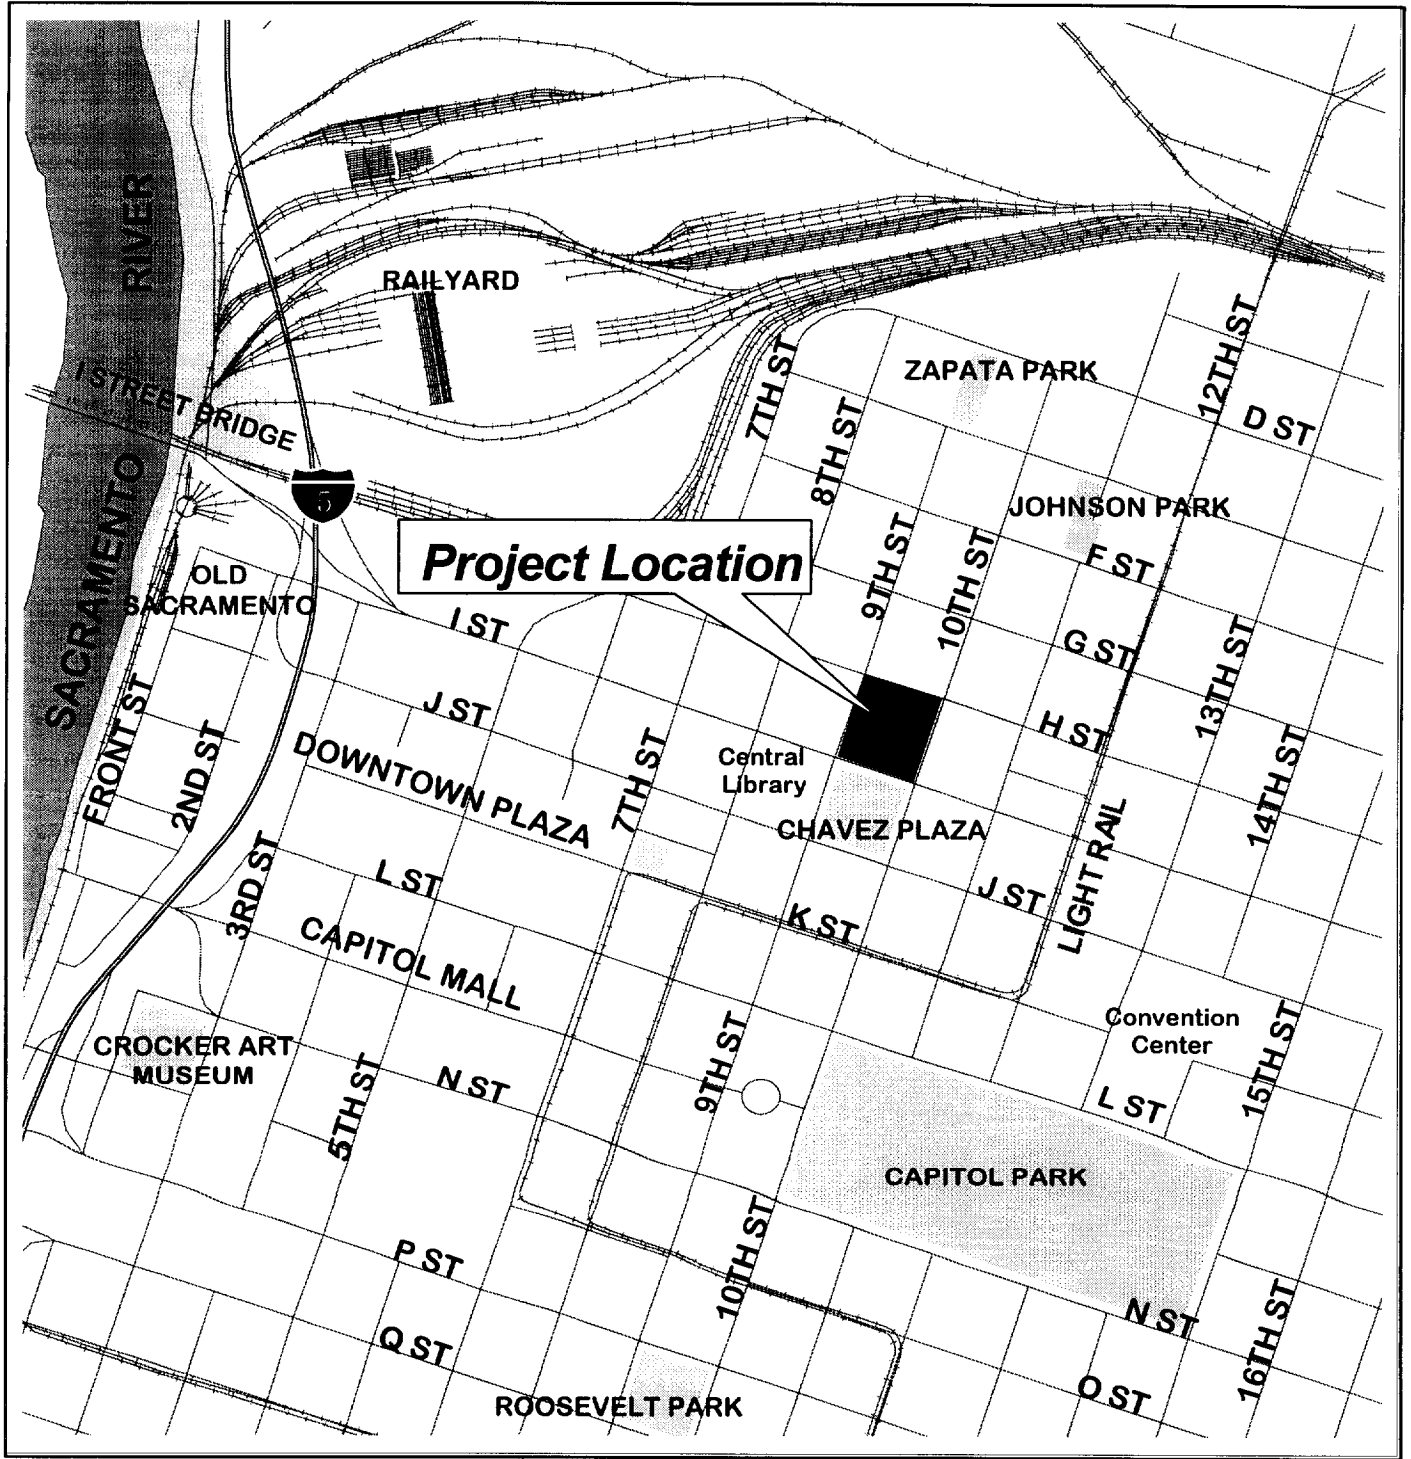 RIVER
RAILYARD
12TH ST
ZAPATA PARK
7TH ST
I STREET BRIDGE
D ST
8TH ST
SACRAMENTO
5
JOHNSON PARK
9TH ST
10TH ST
F ST
Project Location
OLD
SACRAMENTO
I ST
G ST
13TH ST
FRONT ST
J ST
H ST
2ND ST
DOWNTOWN PLAZA
7TH ST
Central
Library
14TH ST
CHAVEZ PLAZA
LIGHT RAIL
3RD ST
L ST
J ST
K ST
CAPITOL MALL
Convention
Center
CROCKER ART
MUSEUM
9TH ST
15TH ST
5TH ST
N ST
L ST
CAPITOL PARK
10TH ST
P ST
N ST
16TH ST
Q ST
O ST
ROOSEVELT PARK